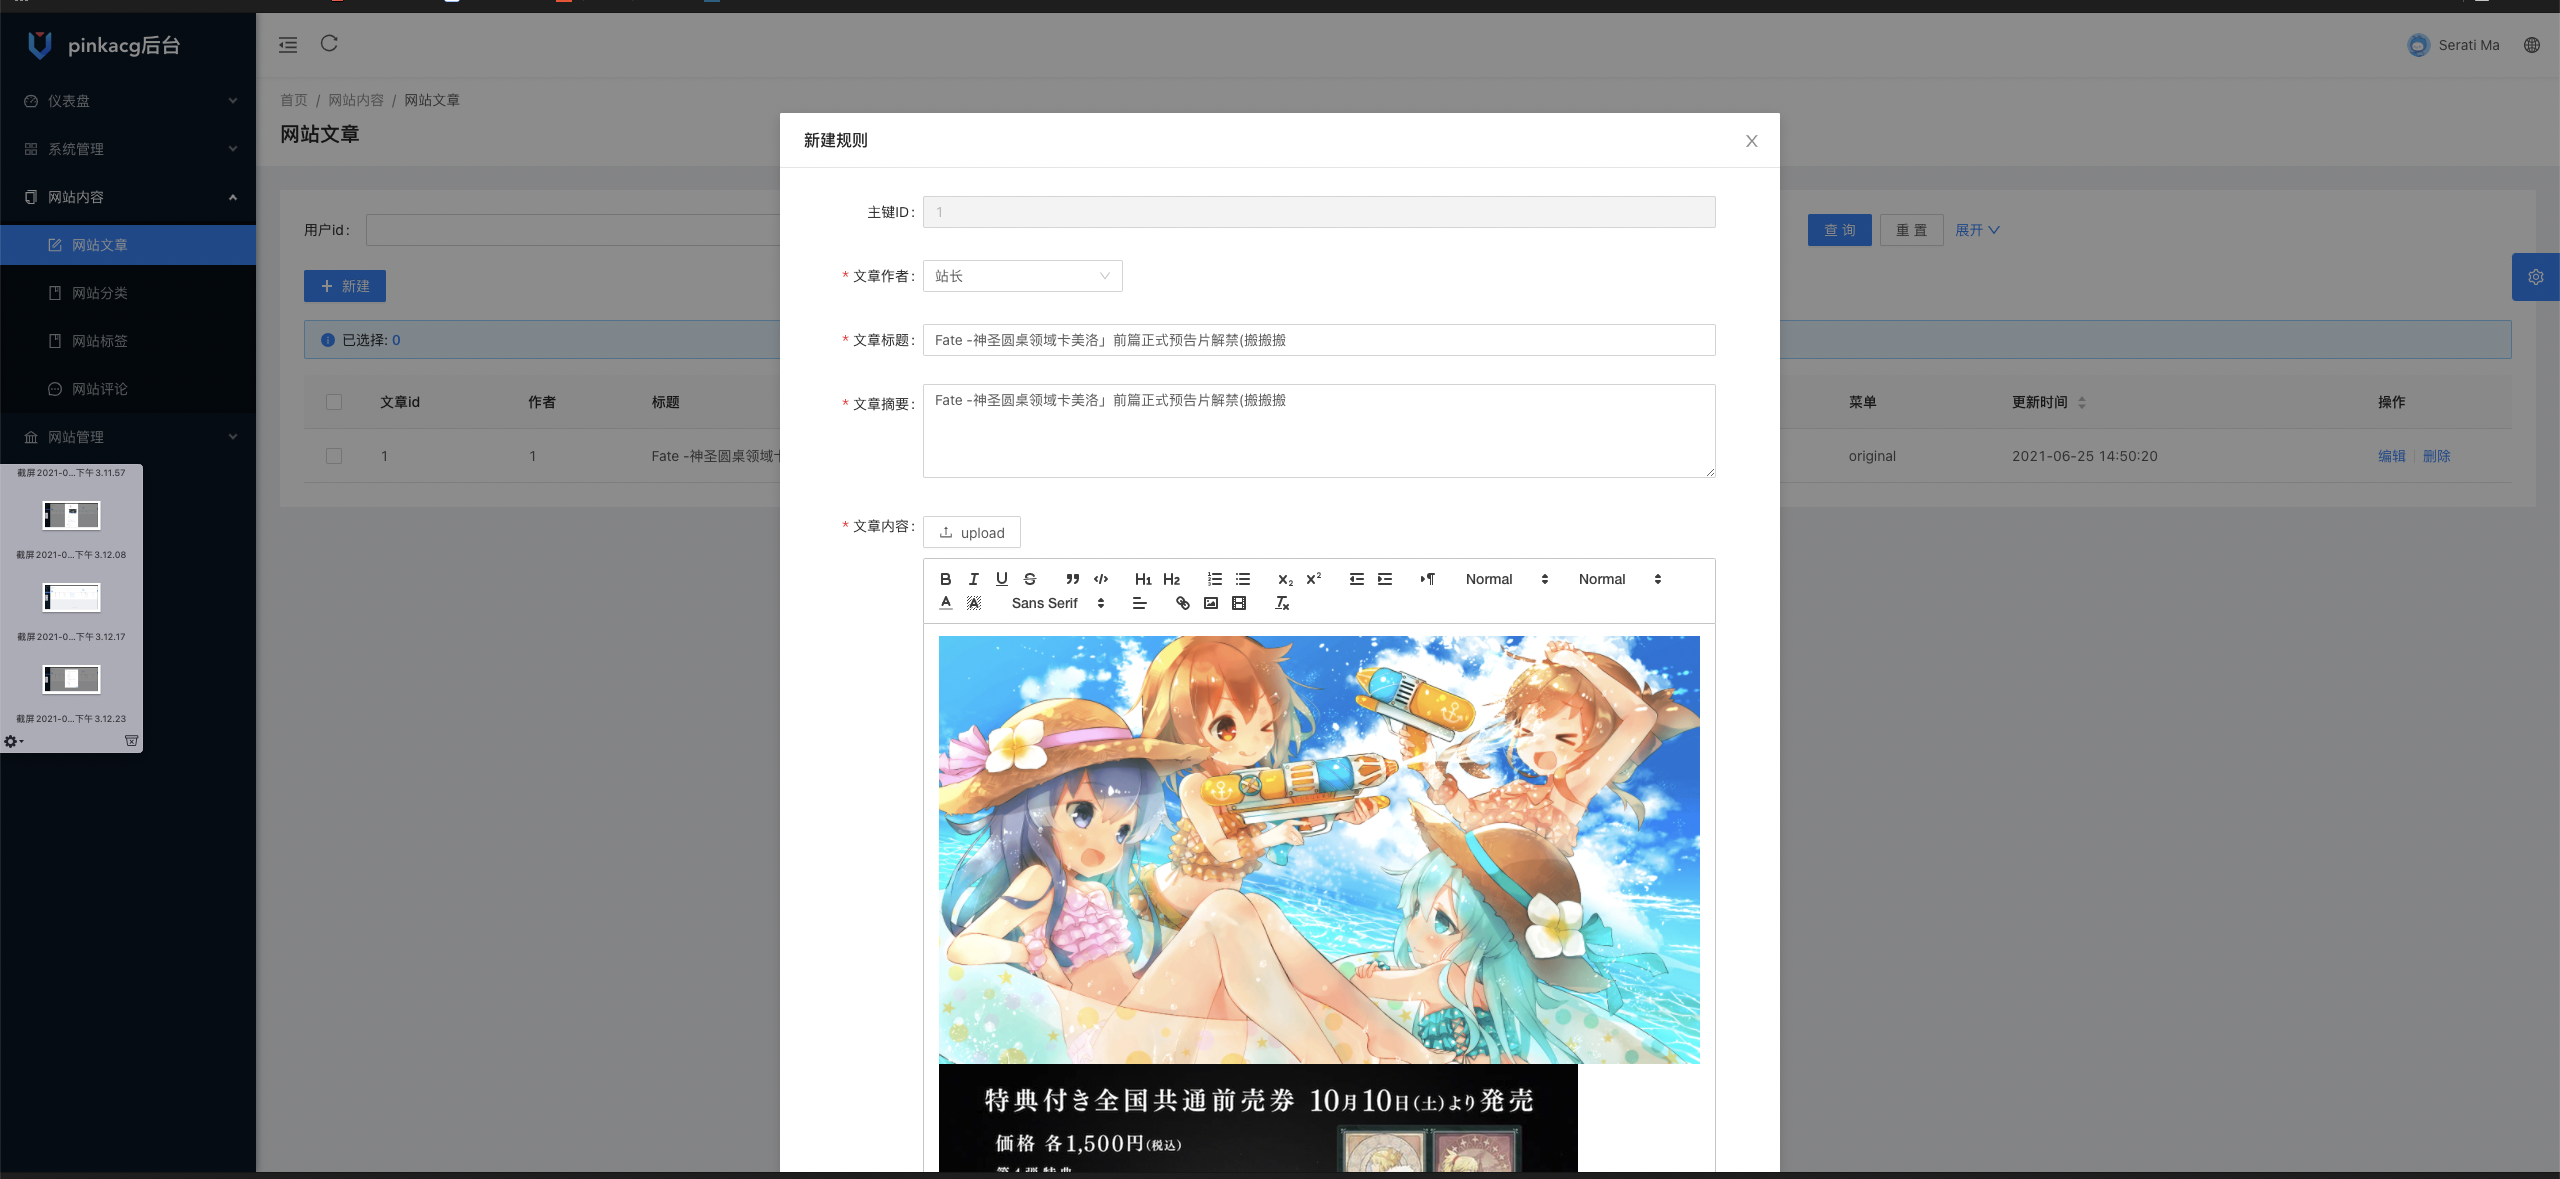 pinkacg后台
仪表盘
系统管理
网站内容
网站文章
网站分类
网站标签
网站评论
网站管理
截屏2021-0...下午3.11.57
截屏2021-0...下午3.12.08
截屏2021-0...下午3.12.17
截屏2021-0...下午3.12.23
Serati Ma
首页 / 网站内容 / 网站文章
网站文章
用户id:
查 询
重 置
展开
+ 新建
已选择: 0
文章id 作者 标题 菜单 更新时间 操作
1 1 Fate -神圣圆桌领域卡 original 2021-06-25 14:50:20 编辑 删除
新建规则
主键ID: 1
* 文章作者: 站长
* 文章标题: Fate -神圣圆桌领域卡美洛」前篇正式预告片解禁(搬搬搬
* 文章摘要: Fate -神圣圆桌领域卡美洛」前篇正式预告片解禁(搬搬搬
* 文章内容: upload
B I U S H1 H2 X2 X2 Normal Normal
A A Sans Serif Tx
特典付き全国共通前売券 10月10日(土)より発売
価格 各1,500円(税込)